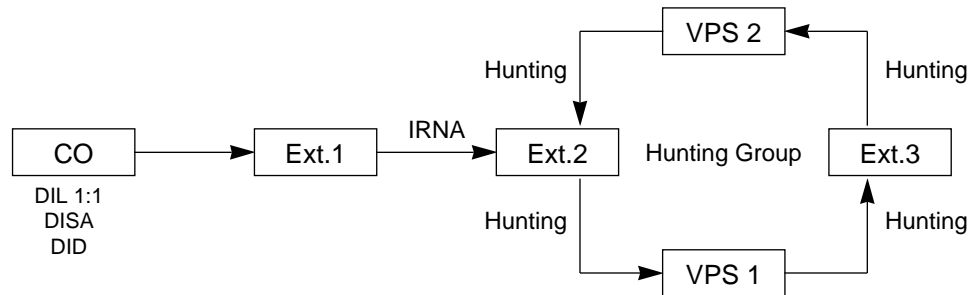 VPS 2
Hunting
Hunting
IRNA
CO
Ext.1
Ext.2
Hunting Group
Ext.3
DIL 1:1
DISA
DID
Hunting
Hunting
VPS 1